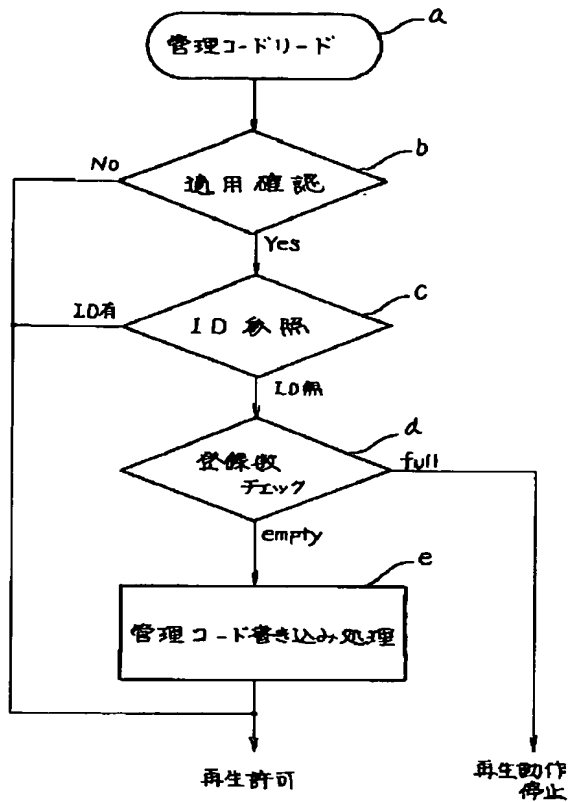 a
管理コードリード
b
No
適用確認
Yes
c
ID有
ID参照
ID無
d
登録数
チェック
full
empty
e
管理コード書き込み処理
再生許可
再生動作
停止